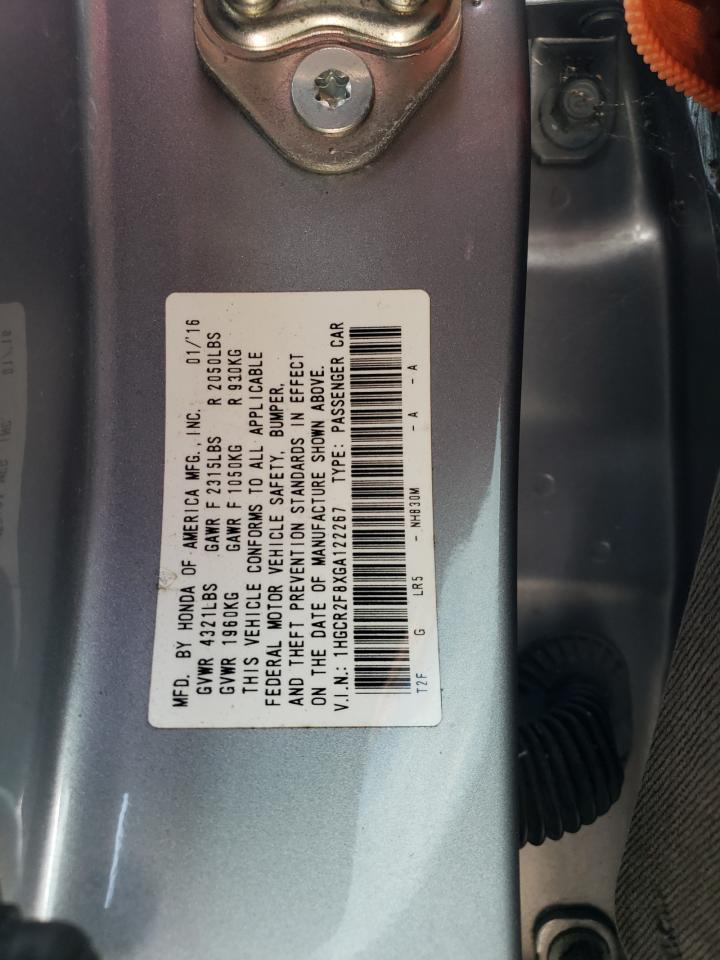 MFD. BY HONDA OF AMERICA MFG., INC. 01/'16
GVWR 4321LBS GAWR F 2315LBS R 2050LBS
GVWR 1960KG GAWR F 1050KG R 930KG
THIS VEHICLE CONFORMS TO ALL APPLICABLE
FEDERAL MOTOR VEHICLE SAFETY, BUMPER,
AND THEFT PREVENTION STANDARDS IN EFFECT
ON THE DATE OF MANUFACTURE SHOWN ABOVE.
V.I.N.: 1HGCR2F8XGA122267 TYPE: PASSENGER CAR
T2F G LR5 - NH830M - A - A